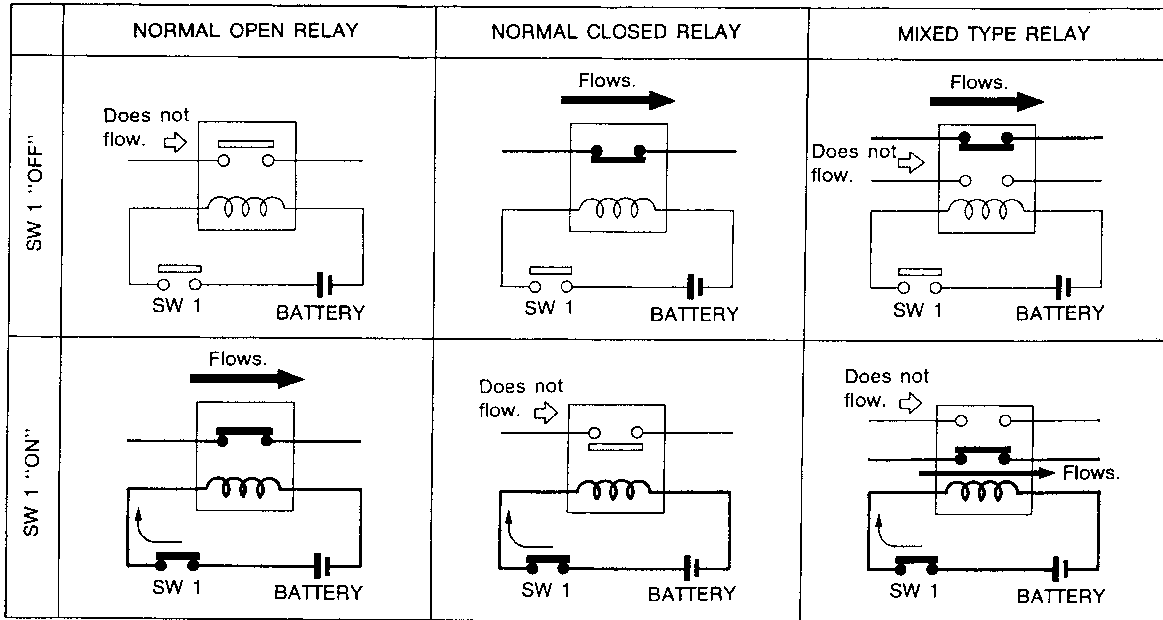 NORMAL OPEN RELAY
NORMAL CLOSED RELAY
MIXED TYPE RELAY
SW 1 "OFF"
Does not
flow.
SW 1
BATTERY
Flows.
SW 1
BATTERY
Flows.
Does not
flow.
SW 1
BATTERY
SW 1 "ON"
Flows.
SW 1
BATTERY
Does not
flow.
SW 1
BATTERY
Does not
flow.
Flows.
SW 1
BATTERY